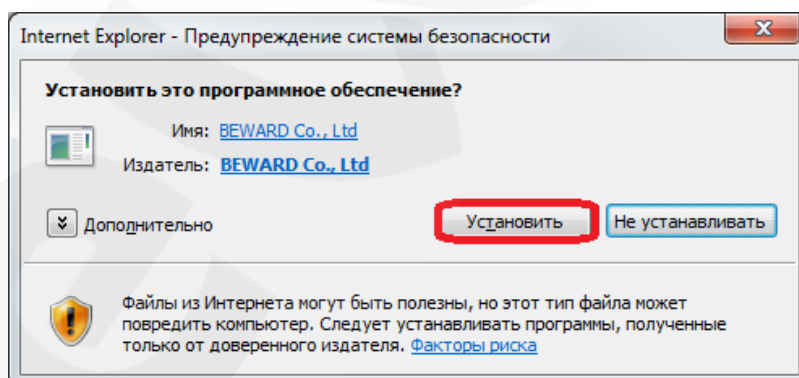 Internet Explorer - Предупреждение системы безопасности
Установить это программное обеспечение?
Имя: BEWARD Co., Ltd
Издатель: BEWARD Co., Ltd
Дополнительно
Установить
Не устанавливать
Файлы из Интернета могут быть полезны, но этот тип файла может
повредить компьютер. Следует устанавливать программы, полученные
только от доверенного издателя. Факторы риска